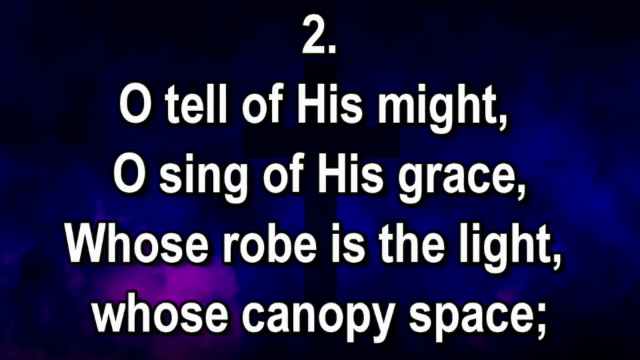 2.
O tell of His might,
O sing of His grace,
Whose robe is the light,
whose canopy space;